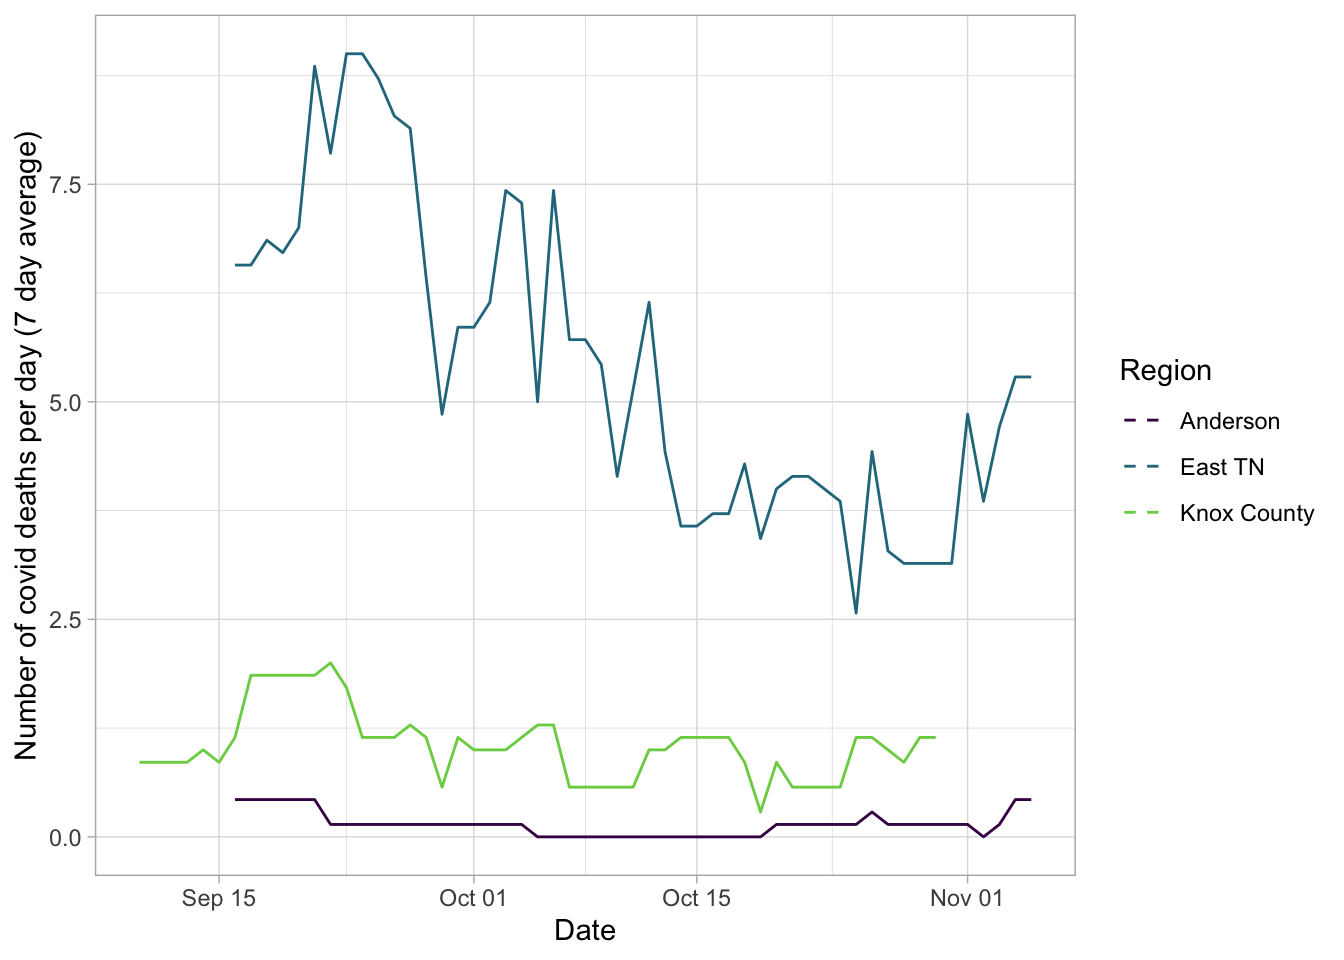 Number of covid deaths per day (7 day average)
7.5
5.0
2.5
0.0
Sep 15
Oct 01
Oct 15
Nov 01
Date
Region
Anderson
East TN
Knox County